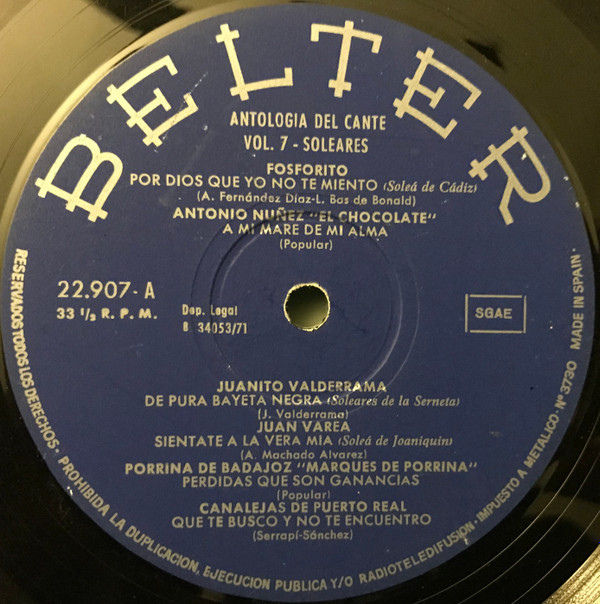 BELTER
ANTOLOGIA DEL CANTE
VOL. 7 - SOLEARES
FOSFORITO
POR DIOS QUE YO NO TE MIENTO (Soleá de Cádiz)
(A. Fernández Díaz-L. Bas de Bonald)
ANTONIO NUÑEZ "EL CHOCOLATE"
A MI MARE DE MI ALMA
(Popular)
22.907-A
33 1/3 R. P. M.
Dep. Legal
B 34053/71
SGAE
JUANITO VALDERRAMA
DE PURA BAYETA NEGRA (Soleares de la Serneta)
(J. Valderrama)
JUAN VAREA
SIENTATE A LA VERA MIA (Soleá de Joaniquin)
(A. Machado Alvarez)
PORRINA DE BADAJOZ "MARQUES DE PORRINA"
PERDIDAS QUE SON GANANCIAS
(Popular)
CANALEJAS DE PUERTO REAL
QUE TE BUSCO Y NO TE ENCUENTRO
(Serrapí-Sánchez)
RESERVADOS TODOS LOS DERECHOS · PROHIBIDA LA DUPLICACION, EJECUCION PUBLICA Y/O RADIOTELEDIFUSION · IMPUESTO A METALICO · Nº 3730 MADE IN SPAIN ·